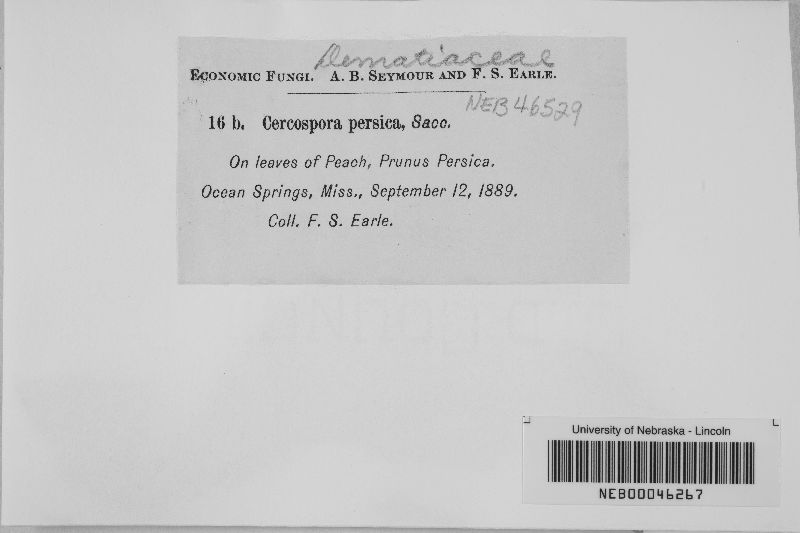 Dematiaceae
ECONOMIC FUNGI. A. B. SEYMOUR AND F. S. EARLE.
NEB 46529
16 b. Cercospora persica, Sacc.
On leaves of Peach, Prunus Persica.
Ocean Springs, Miss., September 12, 1889.
Coll. F. S. Earle.
University of Nebraska - Lincoln
NEB00046267